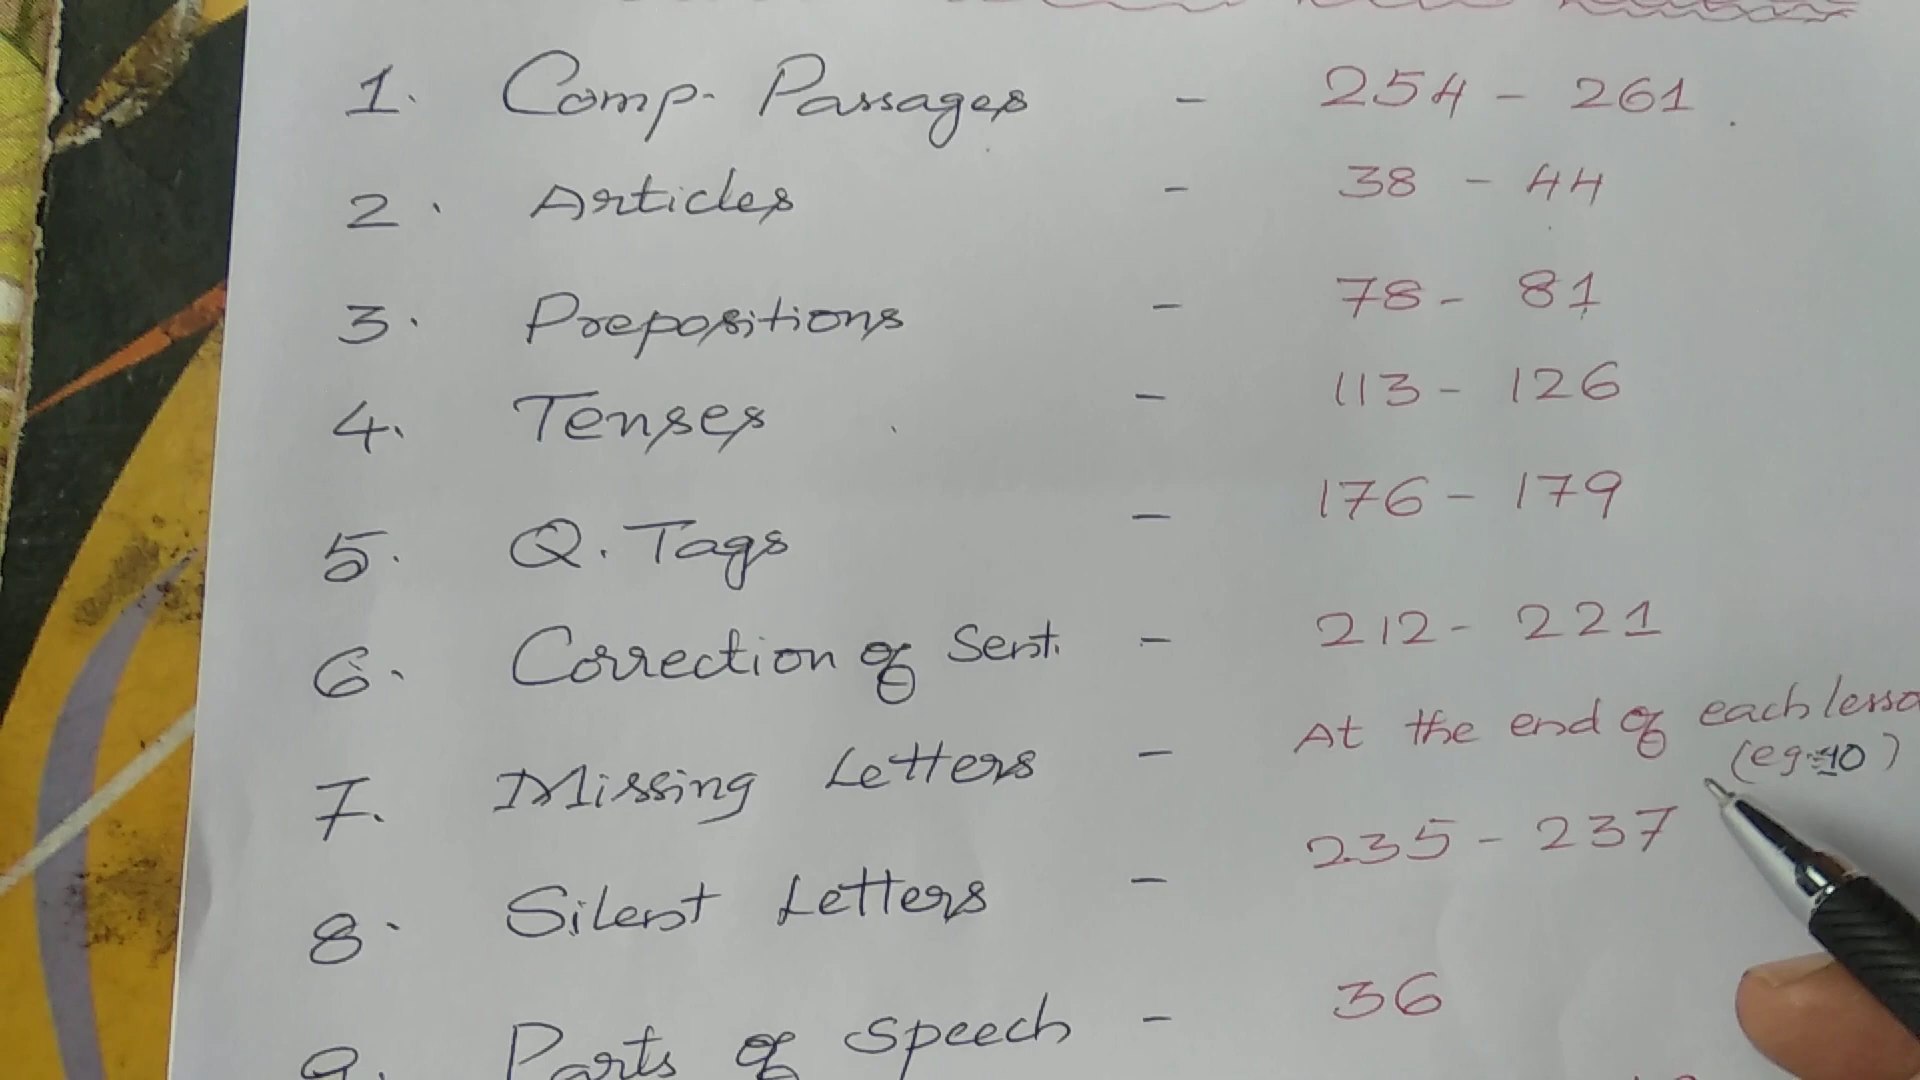 1. Comp. Passages - 254 - 261
2. Articles - 38 - 44
3. Prepositions - 78 - 81
4. Tenses - 113 - 126
5. Q. Tags - 176 - 179
6. Correction of Sent. - 212 - 221
7. Missing Letters - At the end of each lesso
(eg:-10)
8. Silent Letters - 235 - 237
9. Parts of speech - 36